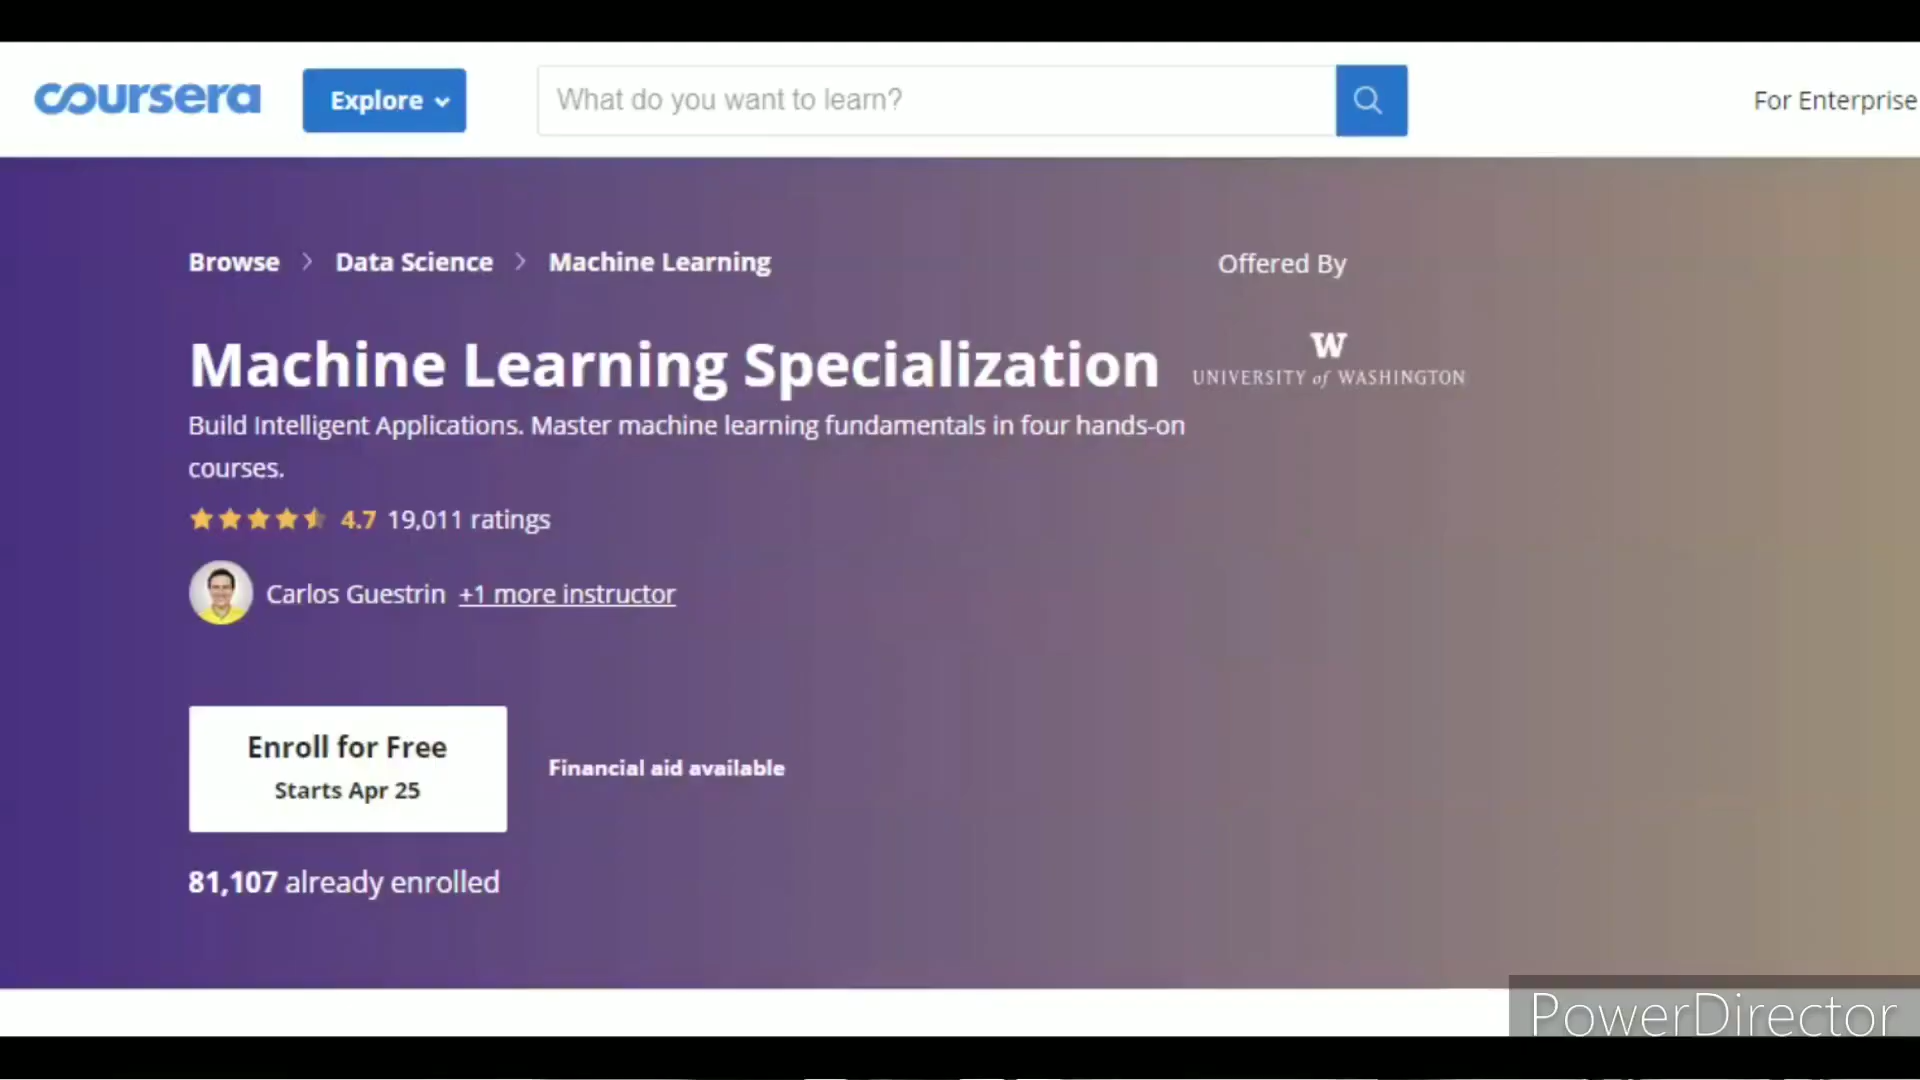 coursera
Explore
What do you want to learn?
For Enterprise
Browse > Data Science > Machine Learning
Offered By
Machine Learning Specialization
W
UNIVERSITY of WASHINGTON
Build Intelligent Applications. Master machine learning fundamentals in four hands-on
courses.
4.7 19,011 ratings
Carlos Guestrin +1 more instructor
Enroll for Free
Starts Apr 25
Financial aid available
81,107 already enrolled
PowerDirector